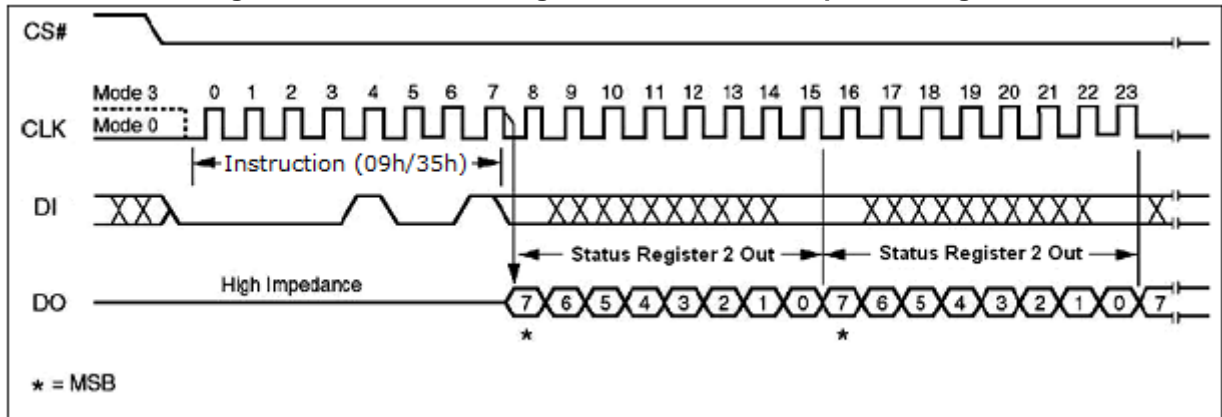 CS#
Mode 3
0 1 2 3 4 5 6 7 8 9 10 11 12 13 14 15 16 17 18 19 20 21 22 23
CLK
Mode 0
Instruction (09h/35h)
DI
Status Register 2 Out
Status Register 2 Out
High Impedance
DO
7 6 5 4 3 2 1 0 7 6 5 4 3 2 1 0 7
* *
* = MSB